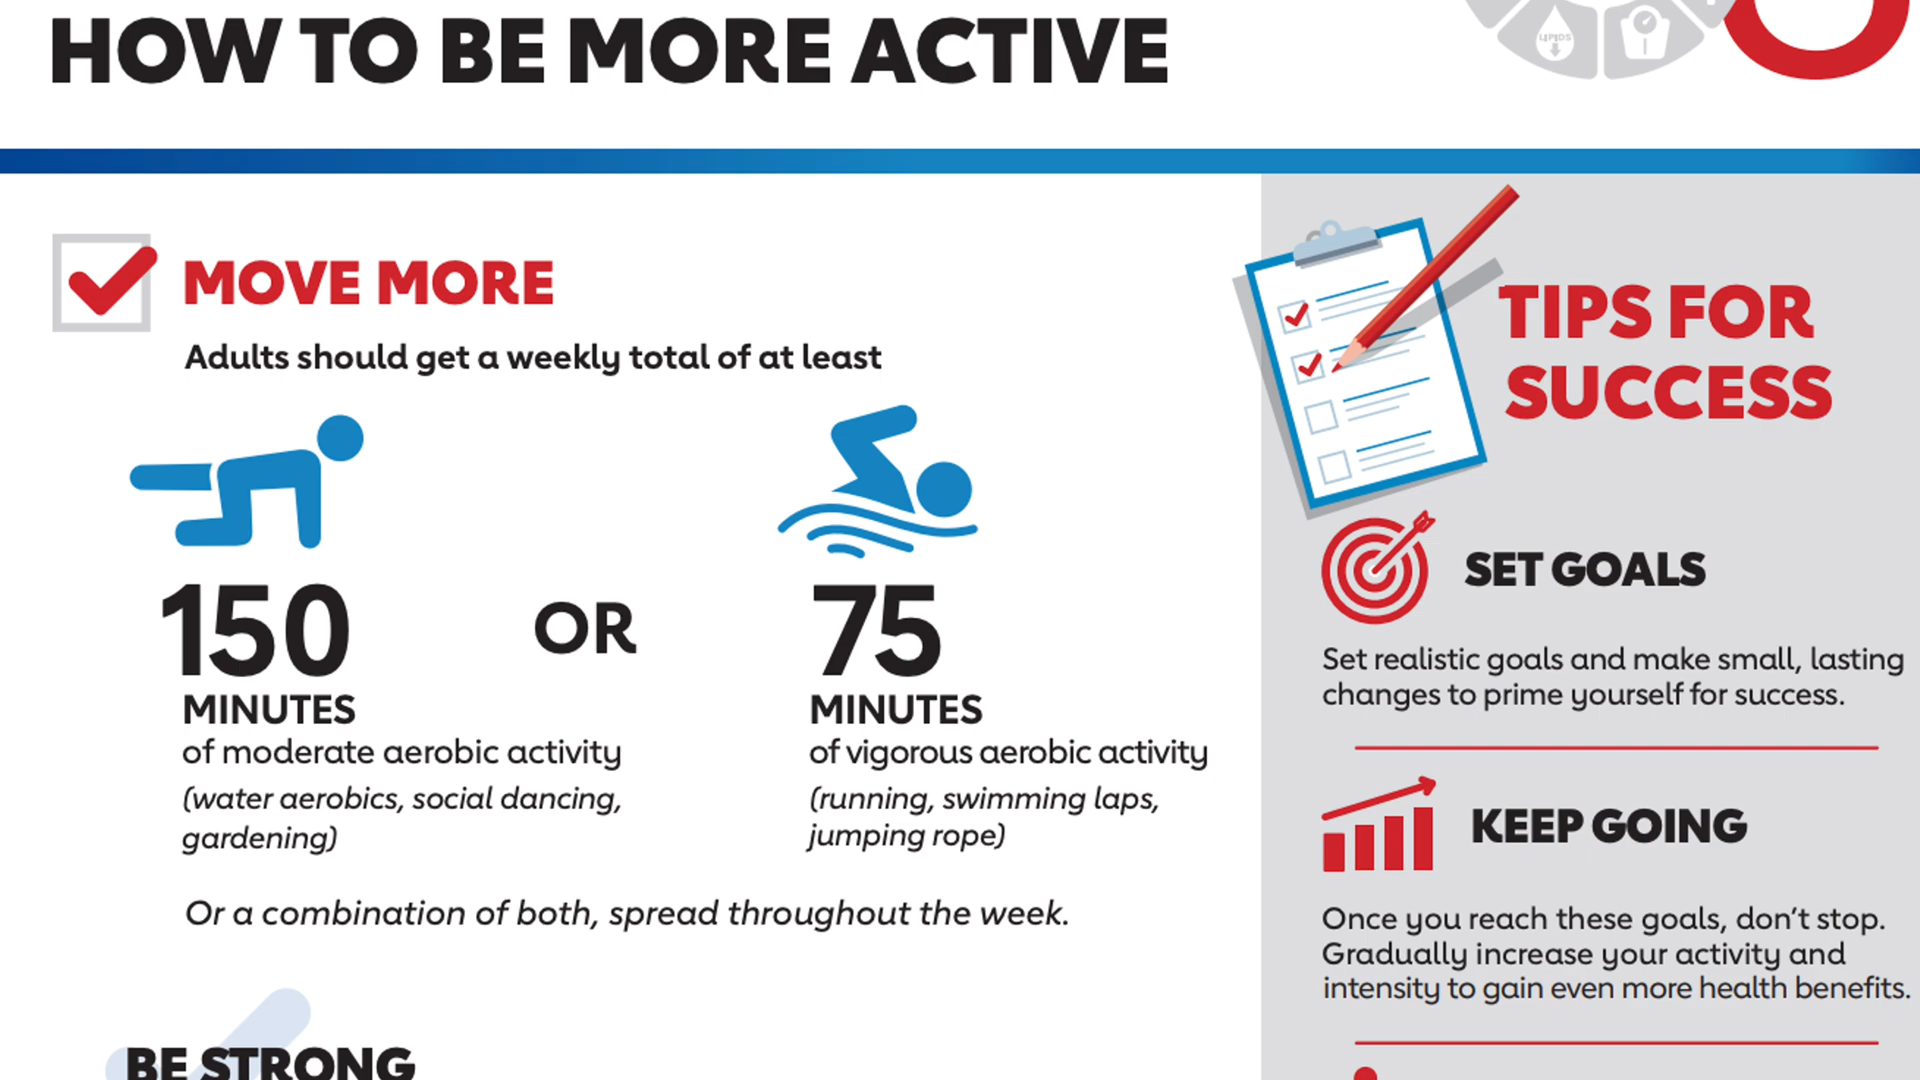 HOW TO BE MORE ACTIVE
LIPIDS
MOVE MORE
Adults should get a weekly total of at least
150
MINUTES
of moderate aerobic activity
(water aerobics, social dancing,
gardening)
OR
75
MINUTES
of vigorous aerobic activity
(running, swimming laps,
jumping rope)
Or a combination of both, spread throughout the week.
BE STRONG
TIPS FOR
SUCCESS
SET GOALS
Set realistic goals and make small, lasting
changes to prime yourself for success.
KEEP GOING
Once you reach these goals, don't stop.
Gradually increase your activity and
intensity to gain even more health benefits.